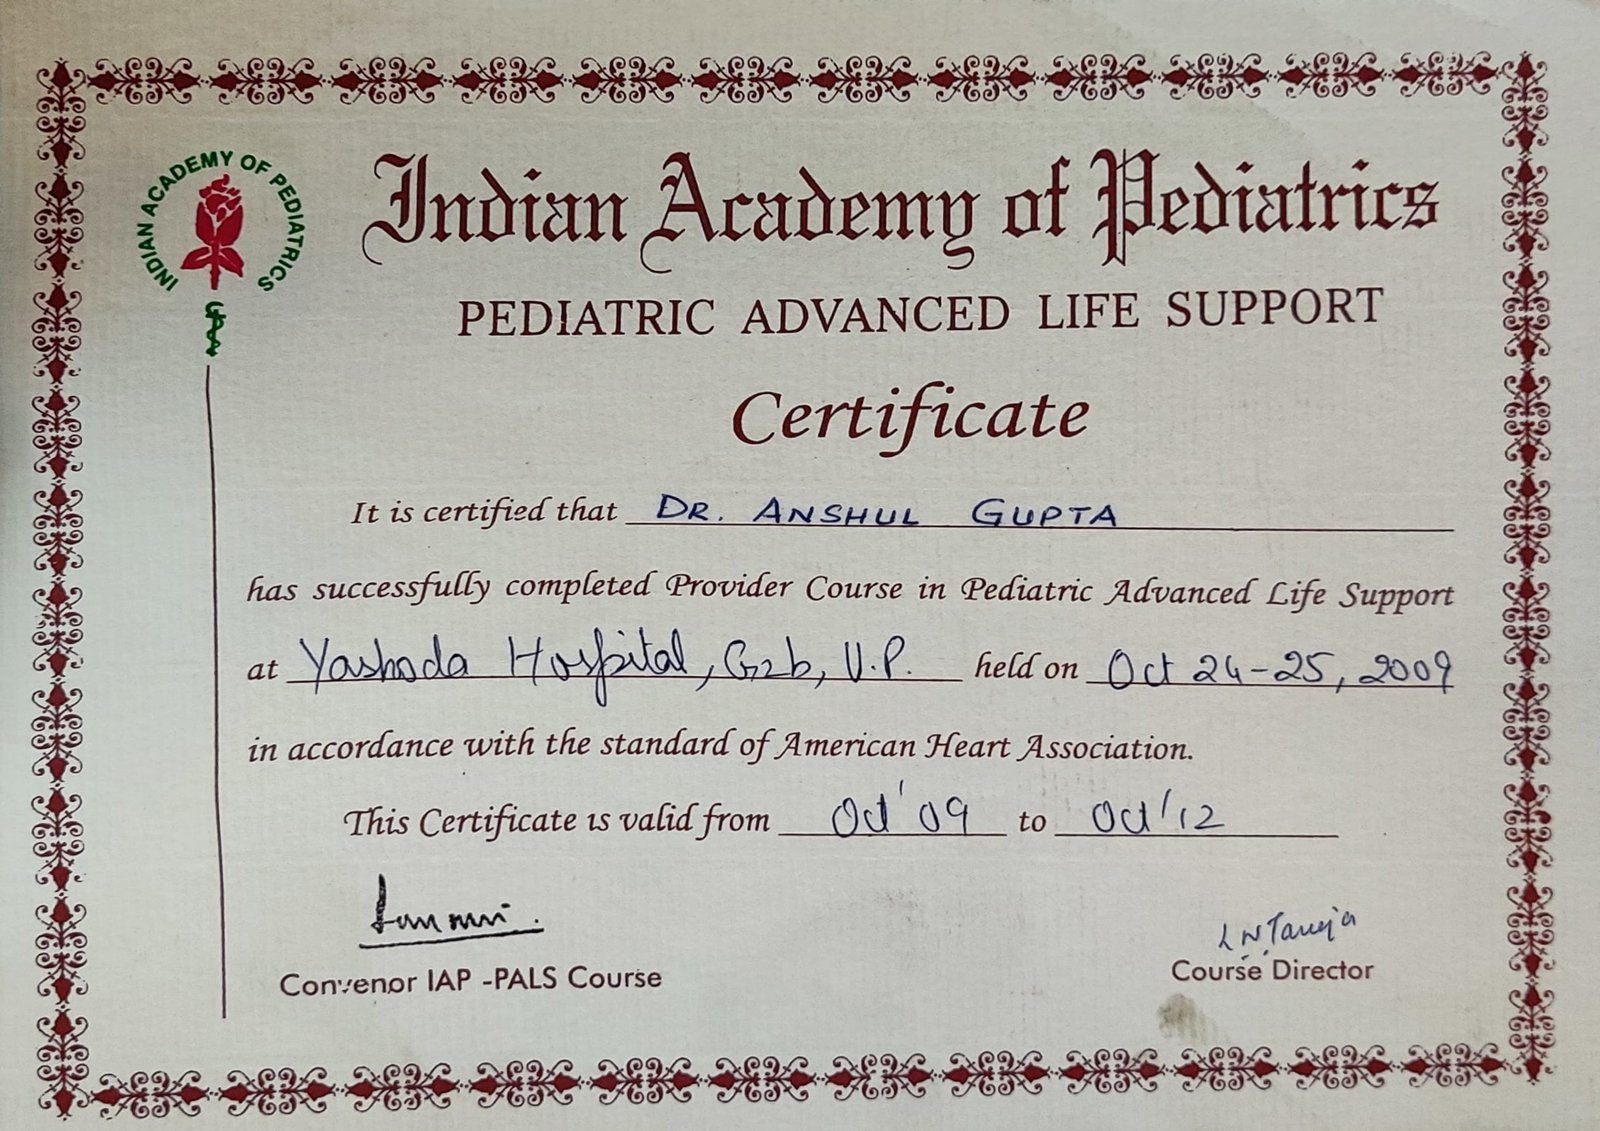 INDIAN ACADEMY OF PEDIATRICS
Indian Academy of Pediatrics
PEDIATRIC ADVANCED LIFE SUPPORT
Certificate
It is certified that DR. ANSHUL GUPTA
has successfully completed Provider Course in Pediatric Advanced Life Support
at Yashoda Hospital, Gzb, U.P. held on Oct 24-25, 2009
in accordance with the standard of American Heart Association.
This Certificate is valid from Oct'09 to Oct'12
L N Taneja
Convenor IAP -PALS Course Course Director